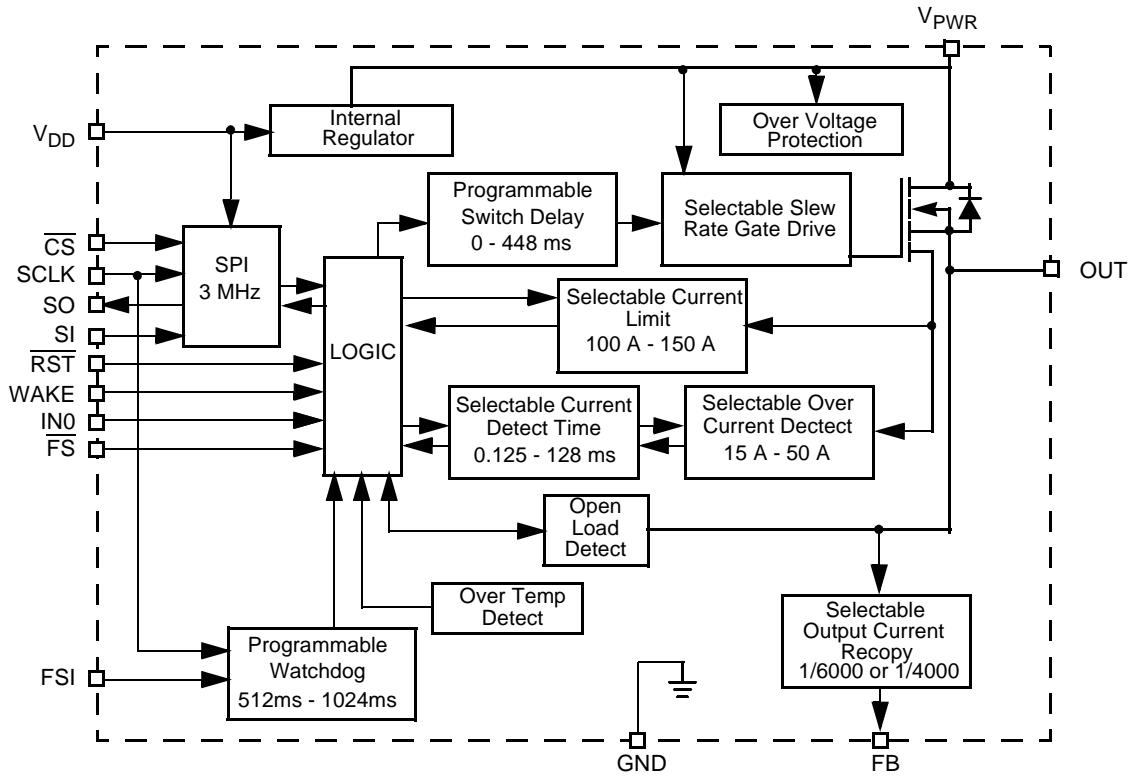 VPWR
Internal
Regulator
Over Voltage
Protection
VDD
Programmable
Switch Delay
0 - 448 ms
Selectable Slew
Rate Gate Drive
CS
SCLK
SO
SI
SPI
3 MHz
OUT
Selectable Current
Limit
100 A - 150 A
LOGIC
RST
WAKE
IN0
FS
Selectable Current
Detect Time
0.125 - 128 ms
Selectable Over
Current Dectect
15 A - 50 A
Open
Load
Detect
Over Temp
Detect
Selectable
Output Current
Recopy
1/6000 or 1/4000
FSI
Programmable
Watchdog
512ms - 1024ms
GND
FB